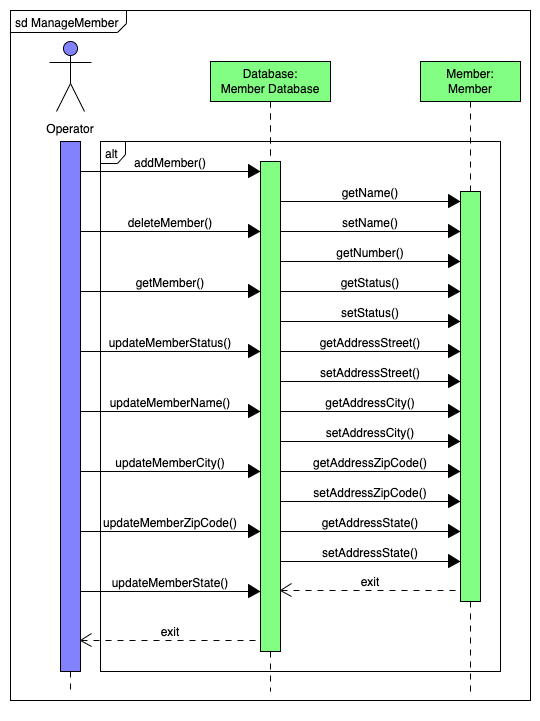 sd ManageMember
Database:
Member Database
Member:
Member
Operator
alt
addMember()
getName()
deleteMember()
setName()
getNumber()
getMember()
getStatus()
setStatus()
updateMemberStatus()
getAddressStreet()
setAddressStreet()
updateMemberName()
getAddressCity()
setAddressCity()
updateMemberCity()
getAddressZipCode()
setAddressZipCode()
updateMemberZipCode()
getAddressState()
setAddressState()
updateMemberState()
exit
exit